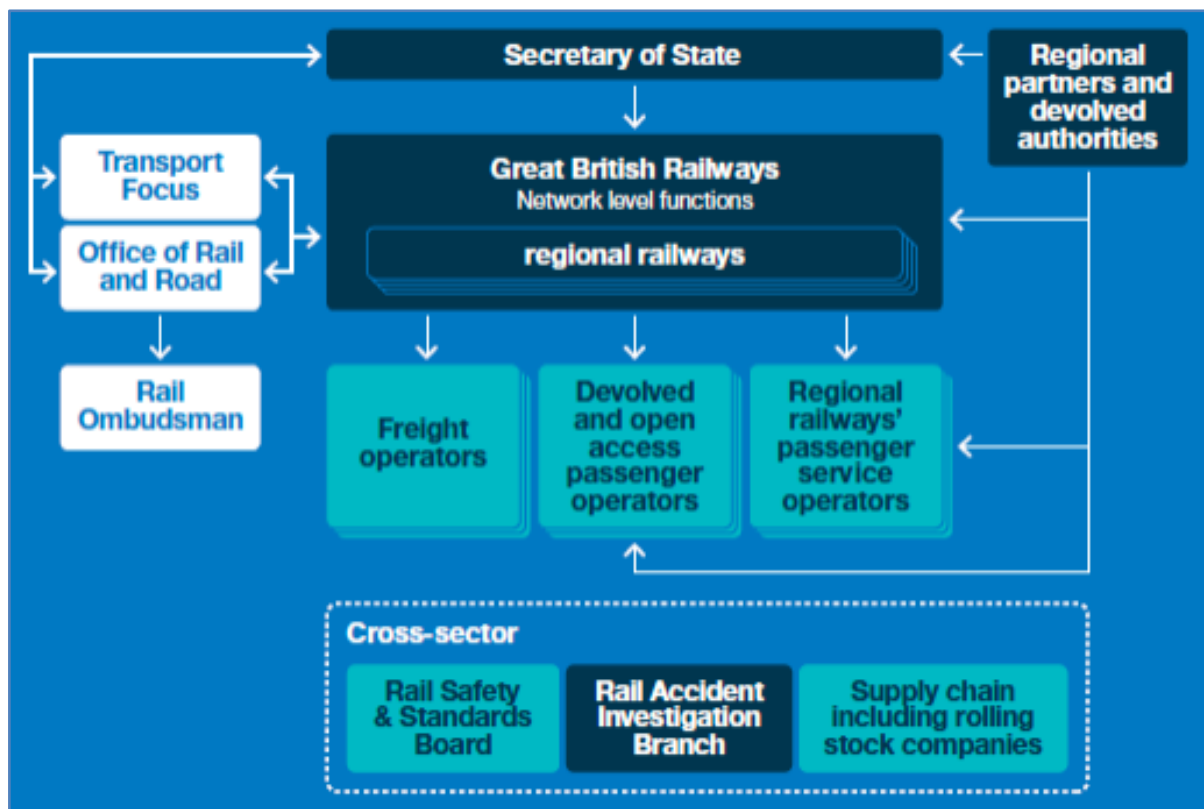 Secretary of State
Regional
partners and
devolved
authorities
Transport
Focus
Office of Rail
and Road
Rail
Ombudsman
Great British Railways
Network level functions
regional railways
Freight
operators
Devolved
and open
access
passenger
operators
Regional
railways’
passenger
service
operators
Cross-sector
Rail Safety
& Standards
Board
Rail Accident
Investigation
Branch
Supply chain
including rolling
stock companies